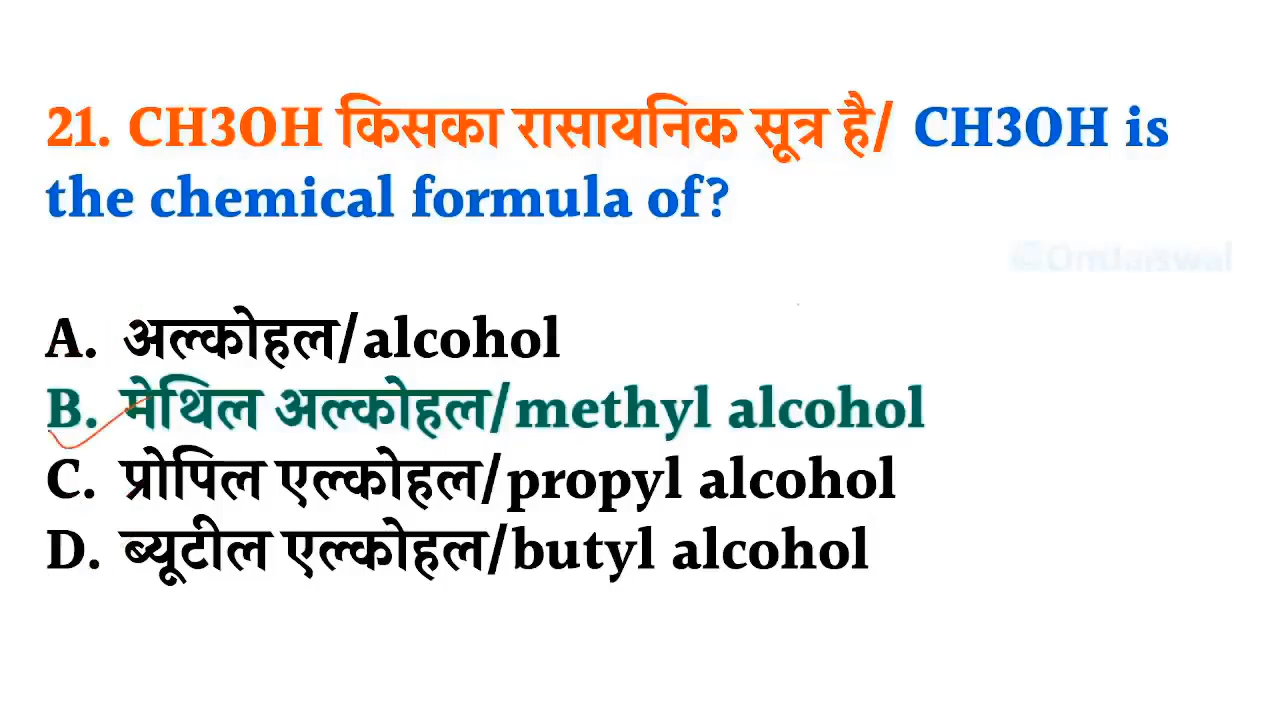 21. CH3OH किसका रासायनिक सूत्र है/ CH3OH is
the chemical formula of?
A. अल्कोहल/alcohol
B. मेथिल अल्कोहल/methyl alcohol
C. प्रोपिल एल्कोहल/propyl alcohol
D. ब्यूटील एल्कोहल/butyl alcohol